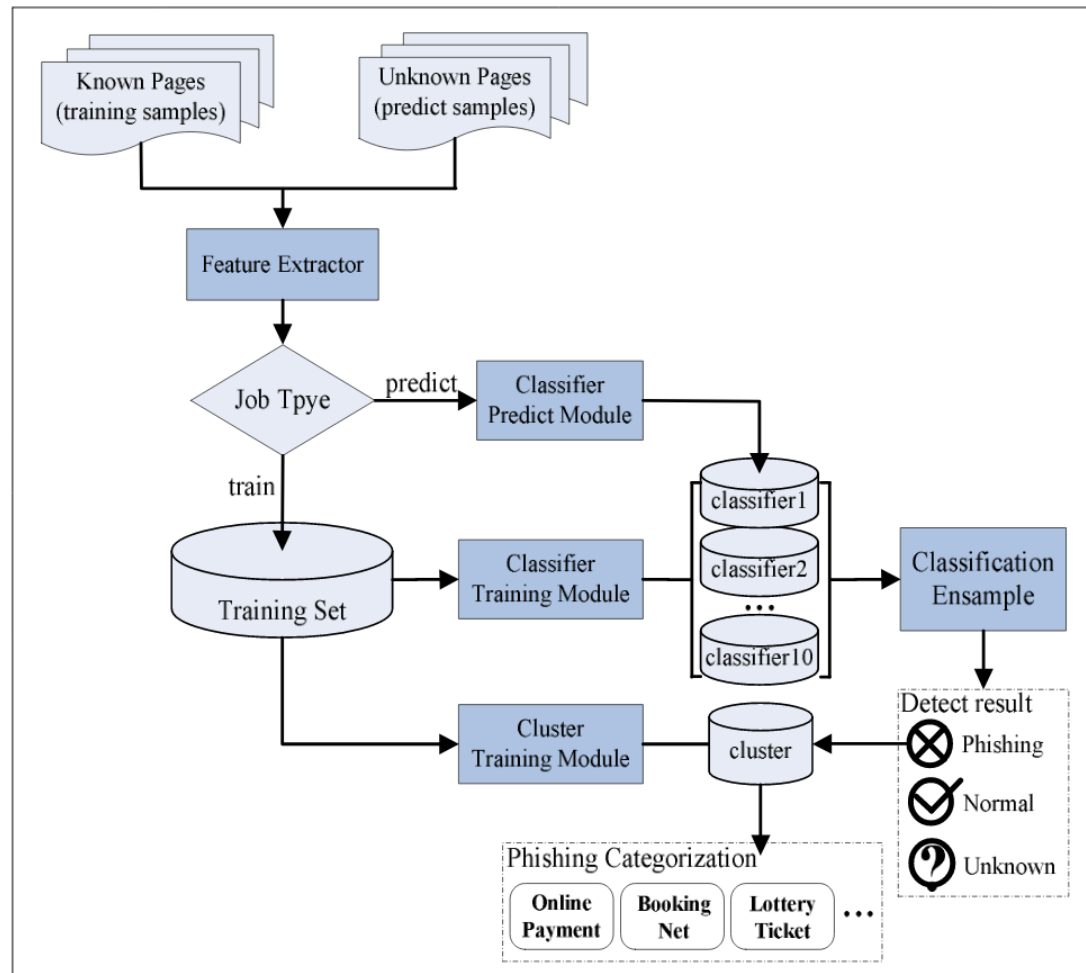 Known Pages
(training samples)
Unknown Pages
(predict samples)
Feature Extractor
Job Tpye
predict
Classifier
Predict Module
train
classifier1
classifier2
...
classifier10
Training Set
Classifier
Training Module
Classification
Ensample
Cluster
Training Module
cluster
Detect result
Phishing
Normal
?
Unknown
Phishing Categorization
Online
Payment
Booking
Net
Lottery
Ticket
...